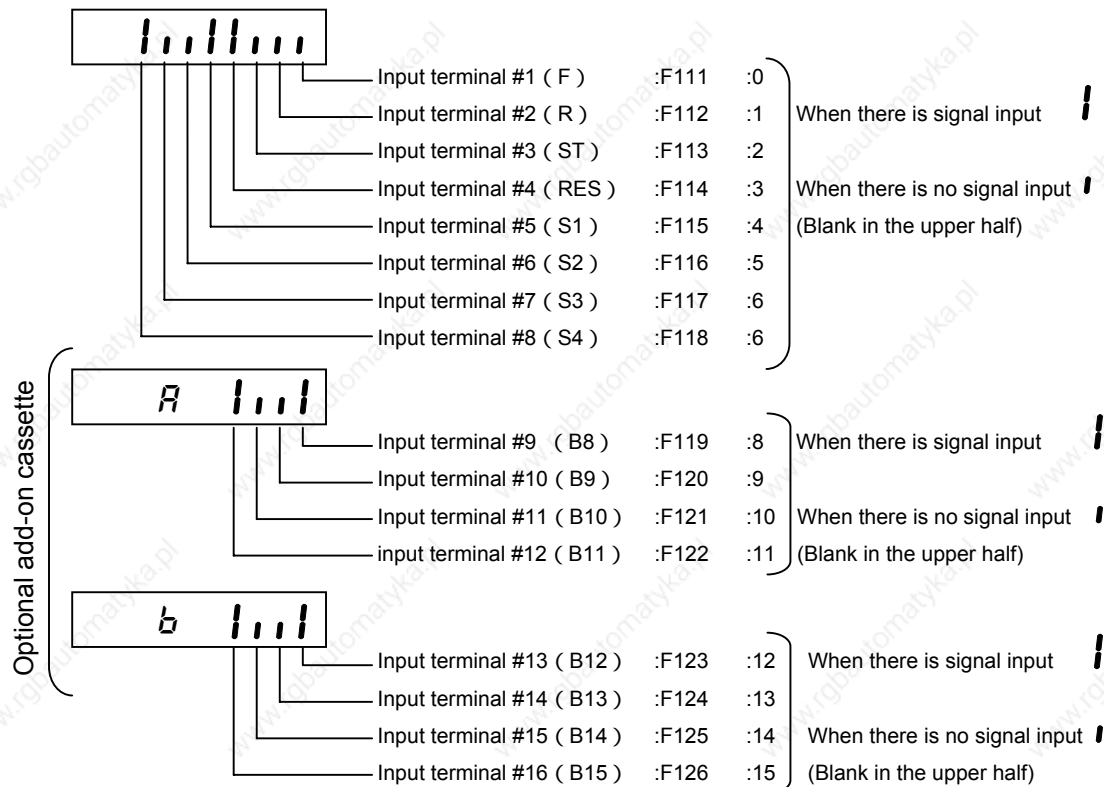 Input terminal #1 ( F ) :F111 :0
Input terminal #2 ( R ) :F112 :1 When there is signal input
Input terminal #3 ( ST ) :F113 :2
Input terminal #4 ( RES ) :F114 :3 When there is no signal input
Input terminal #5 ( S1 ) :F115 :4 (Blank in the upper half)
Input terminal #6 ( S2 ) :F116 :5
Input terminal #7 ( S3 ) :F117 :6
Input terminal #8 ( S4 ) :F118 :6
Optional add-on cassette
A
Input terminal #9 ( B8 ) :F119 :8 When there is signal input
Input terminal #10 ( B9 ) :F120 :9
Input terminal #11 ( B10 ) :F121 :10 When there is no signal input
input terminal #12 ( B11 ) :F122 :11 (Blank in the upper half)
b
Input terminal #13 ( B12 ) :F123 :12 When there is signal input
Input terminal #14 ( B13 ) :F124 :13
Input terminal #15 ( B14 ) :F125 :14 When there is no signal input
Input terminal #16 ( B15 ) :F126 :15 (Blank in the upper half)
www.rgbautomatyka.pl